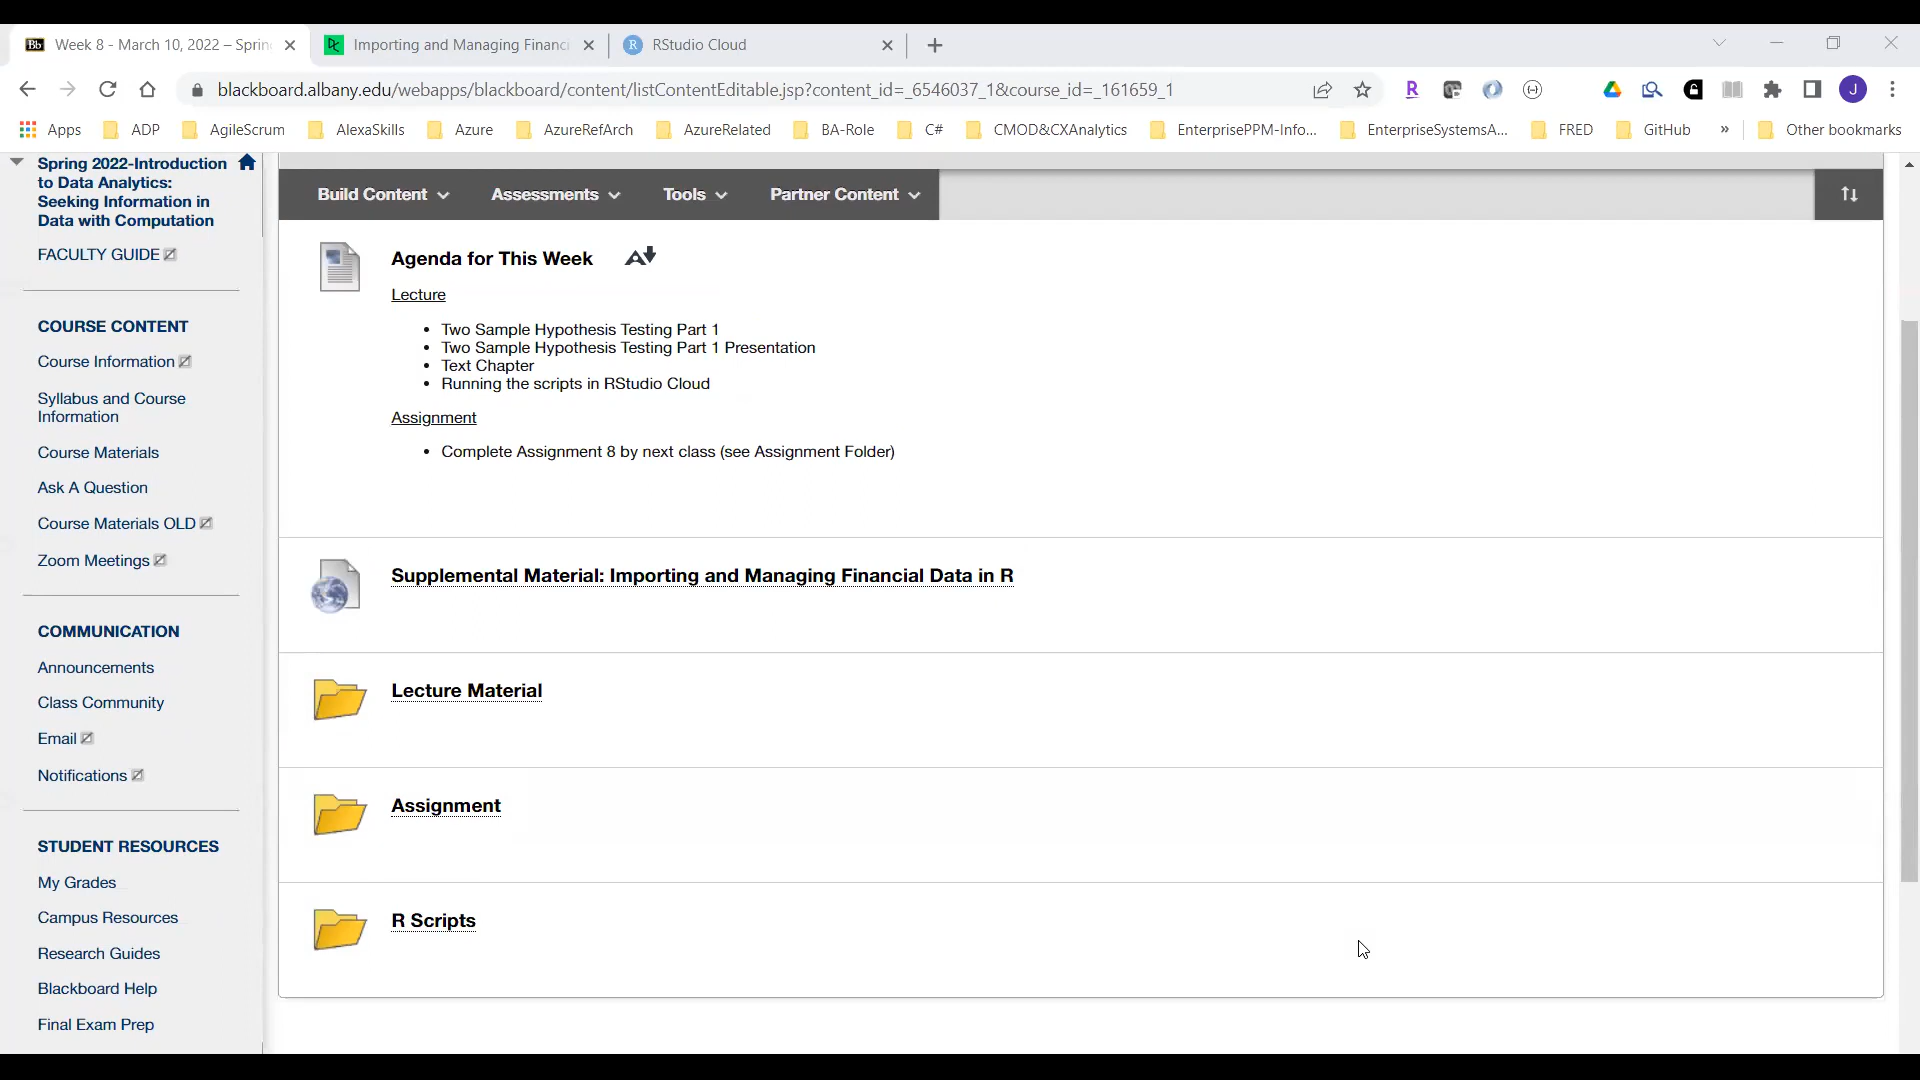 Week 8 - March 10, 2022 – Sprin
Importing and Managing Financi
RStudio Cloud
blackboard.albany.edu/webapps/blackboard/content/listContentEditable.jsp?content_id=_6546037_1&course_id=_161659_1
Apps
ADP
AgileScrum
AlexaSkills
Azure
AzureRefArch
AzureRelated
BA-Role
C#
CMOD&CXAnalytics
EnterprisePPM-Info...
EnterpriseSystemsA...
FRED
GitHub
»
Other bookmarks
Spring 2022-Introduction
to Data Analytics:
Seeking Information in
Data with Computation
FACULTY GUIDE
COURSE CONTENT
Course Information
Syllabus and Course
Information
Course Materials
Ask A Question
Course Materials OLD
Zoom Meetings
COMMUNICATION
Announcements
Class Community
Email
Notifications
STUDENT RESOURCES
My Grades
Campus Resources
Research Guides
Blackboard Help
Final Exam Prep
Build Content
Assessments
Tools
Partner Content
Agenda for This Week
Lecture
• Two Sample Hypothesis Testing Part 1
• Two Sample Hypothesis Testing Part 1 Presentation
• Text Chapter
• Running the scripts in RStudio Cloud
Assignment
• Complete Assignment 8 by next class (see Assignment Folder)
Supplemental Material: Importing and Managing Financial Data in R
Lecture Material
Assignment
R Scripts